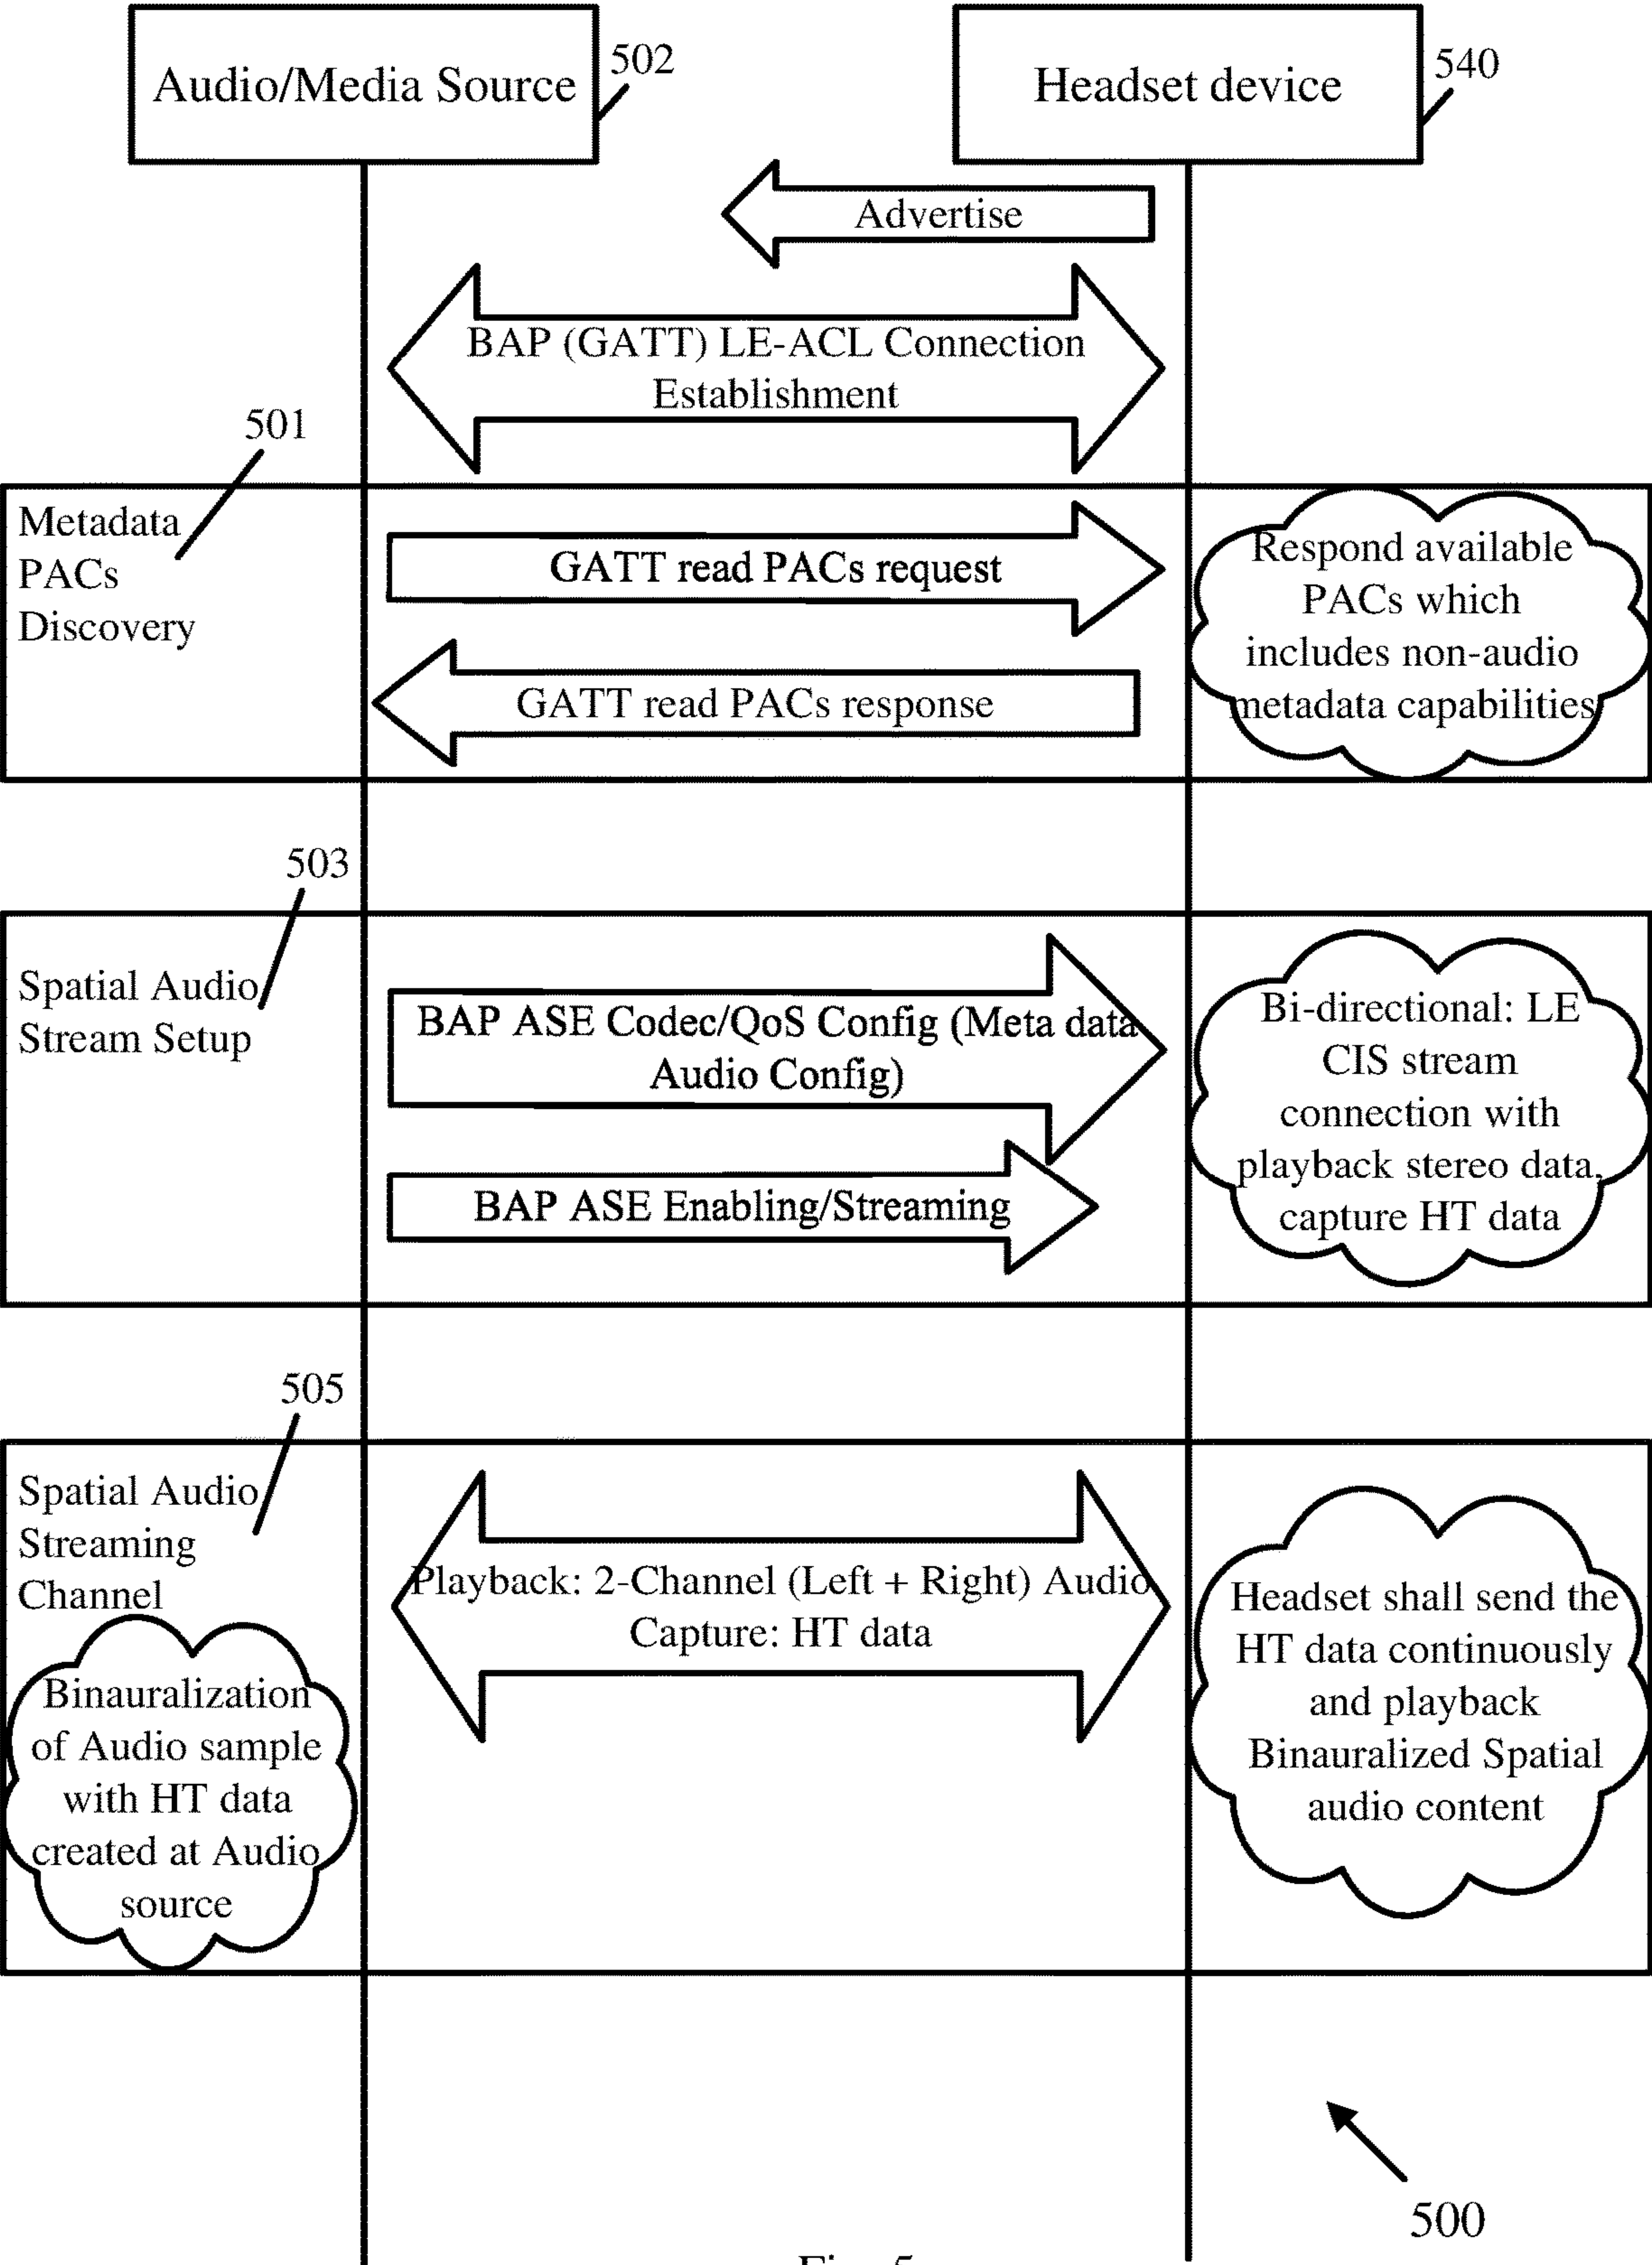 Audio/Media Source
502
Headset device
540
Advertise
BAP (GATT) LE-ACL Connection
Establishment
501
Metadata
PACs
Discovery
GATT read PACs request
GATT read PACs response
Respond available
PACs which
includes non-audio
metadata capabilities
503
Spatial Audio
Stream Setup
BAP ASE Codec/QoS Config (Meta data
Audio Config)
BAP ASE Enabling/Streaming
Bi-directional: LE
CIS stream
connection with
playback stereo data,
capture HT data
505
Spatial Audio
Streaming
Channel
Binauralization
of Audio sample
with HT data
created at Audio
source
Playback: 2-Channel (Left + Right) Audio
Capture: HT data
Headset shall send the
HT data continuously
and playback
Binauralized Spatial
audio content
500
Fig. 5